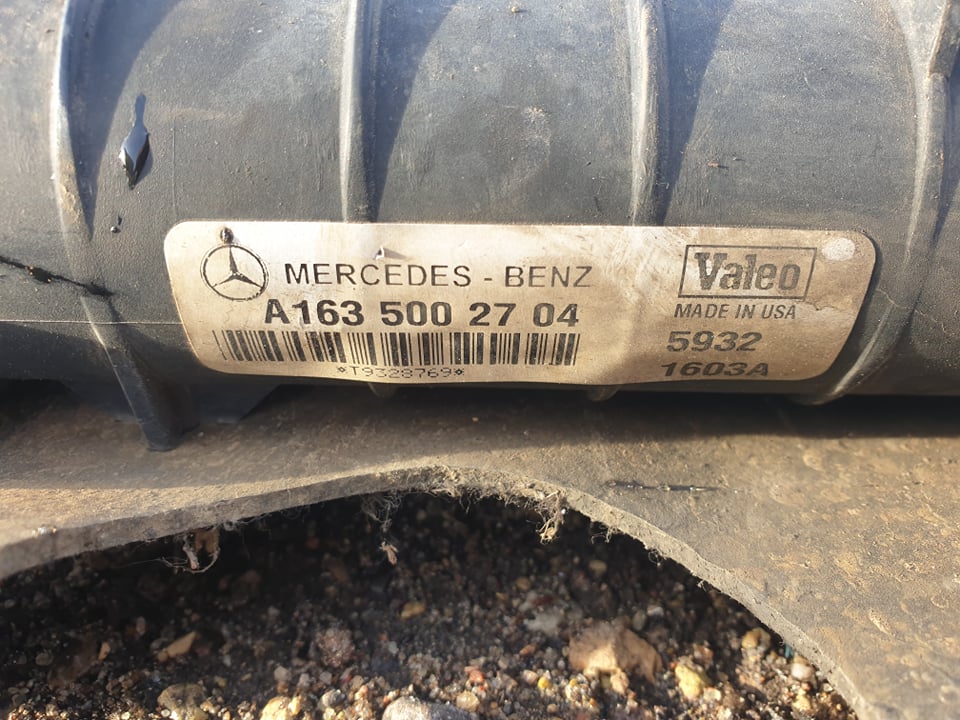 MERCEDES - BENZ
A163 500 27 04
*T9328769*
Valeo
MADE IN USA
5932
1603A